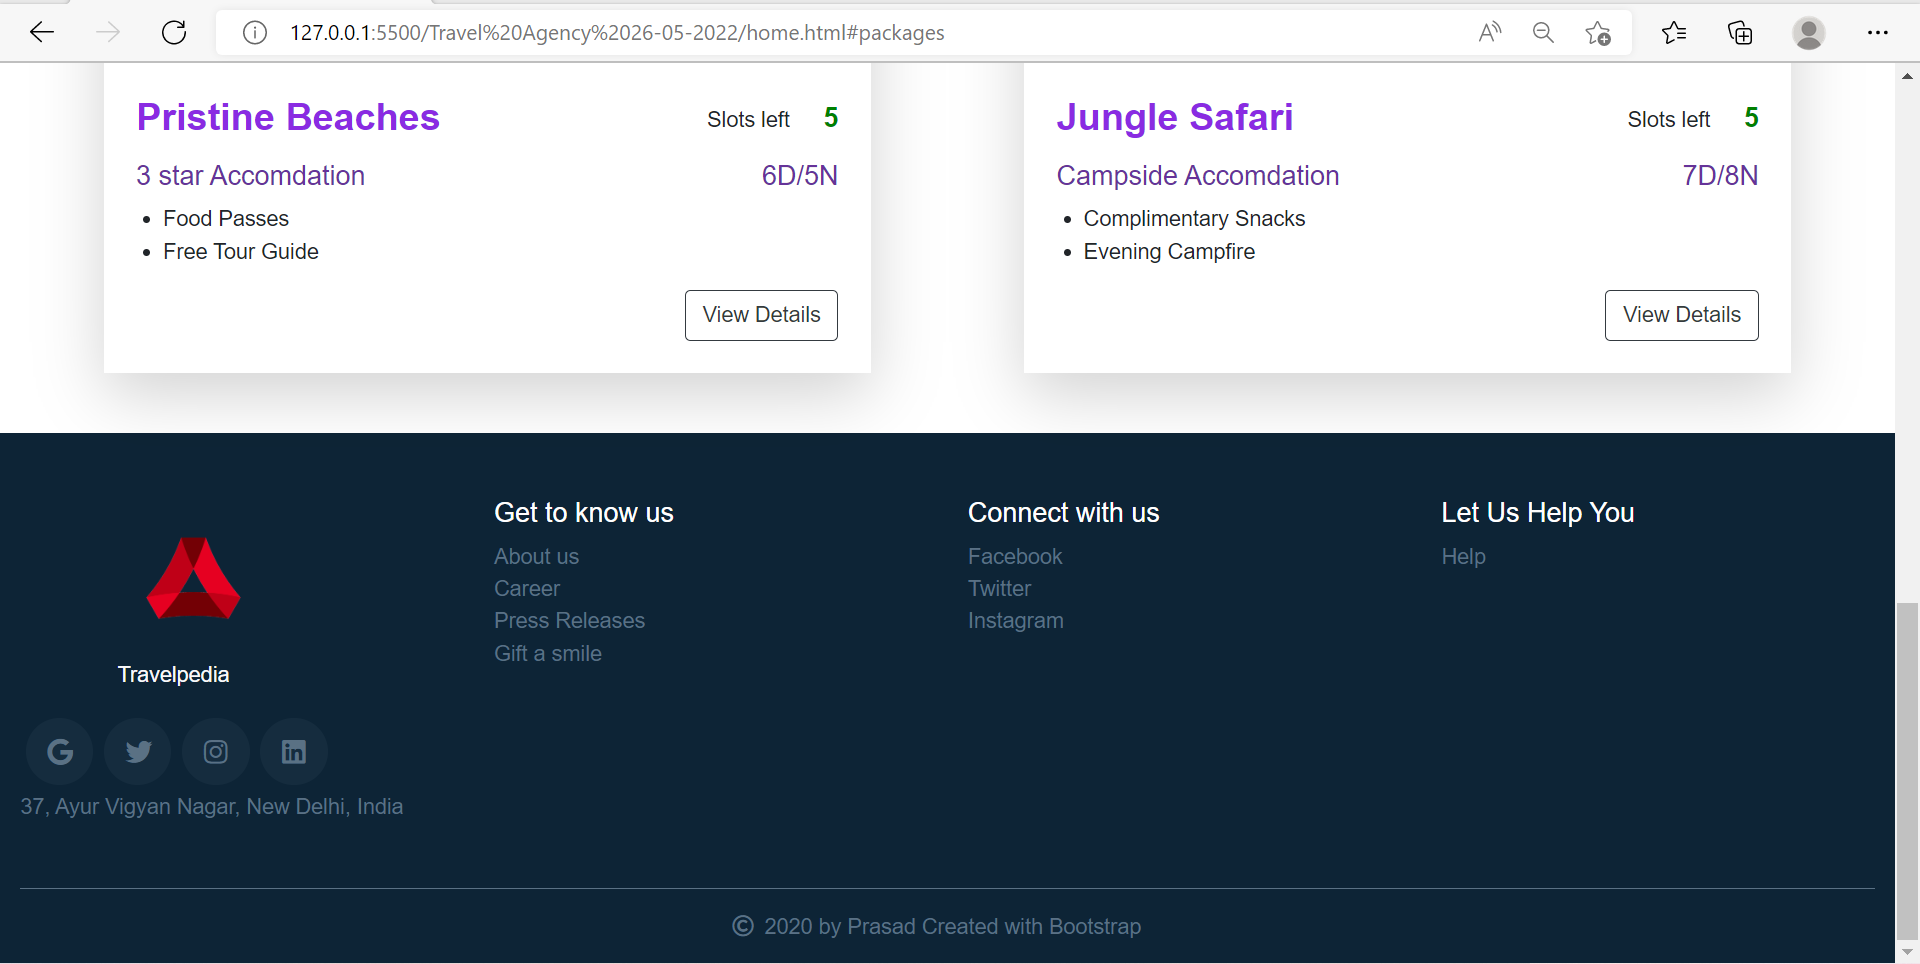 127.0.0.1:5500/Travel%20Agency%2026-05-2022/home.html#packages
Pristine Beaches
Slots left 5
3 star Accomdation
6D/5N
Food Passes
Free Tour Guide
View Details
Jungle Safari
Slots left 5
Campside Accomdation
7D/8N
Complimentary Snacks
Evening Campfire
View Details
Travelpedia
37, Ayur Vigyan Nagar, New Delhi, India
Get to know us
About us
Career
Press Releases
Gift a smile
Connect with us
Facebook
Twitter
Instagram
Let Us Help You
Help
© 2020 by Prasad Created with Bootstrap